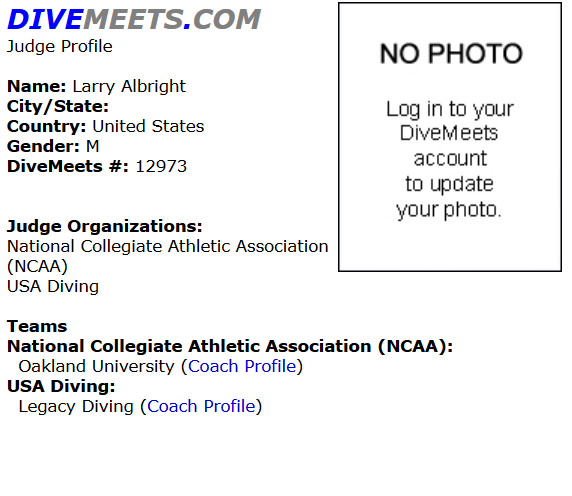 DIVEMEETS.COM
Judge Profile
Name: Larry Albright
City/State:
Country: United States
Gender: M
DiveMeets #: 12973
NO PHOTO
Log in to your
DiveMeets
account
to update
your photo.
Judge Organizations:
National Collegiate Athletic Association
(NCAA)
USA Diving
Teams
National Collegiate Athletic Association (NCAA):
Oakland University (Coach Profile)
USA Diving:
Legacy Diving (Coach Profile)